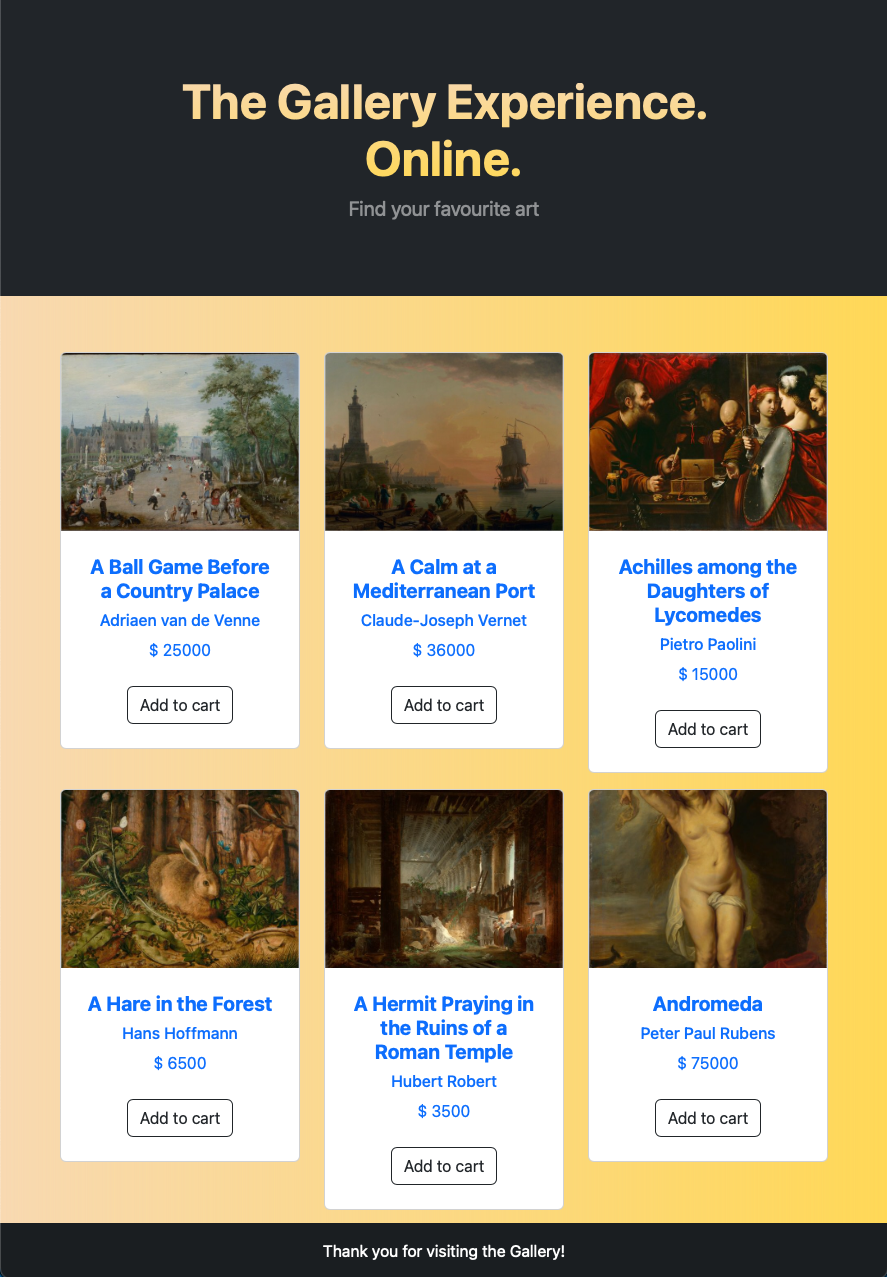 The Gallery Experience.
Online.
Find your favourite art
A Ball Game Before
a Country Palace
Adriaen van de Venne
$ 25000
Add to cart
A Calm at a
Mediterranean Port
Claude-Joseph Vernet
$ 36000
Add to cart
Achilles among the
Daughters of
Lycomedes
Pietro Paolini
$ 15000
Add to cart
A Hare in the Forest
Hans Hoffmann
$ 6500
Add to cart
A Hermit Praying in
the Ruins of a
Roman Temple
Hubert Robert
$ 3500
Add to cart
Andromeda
Peter Paul Rubens
$ 75000
Add to cart
Thank you for visiting the Gallery!